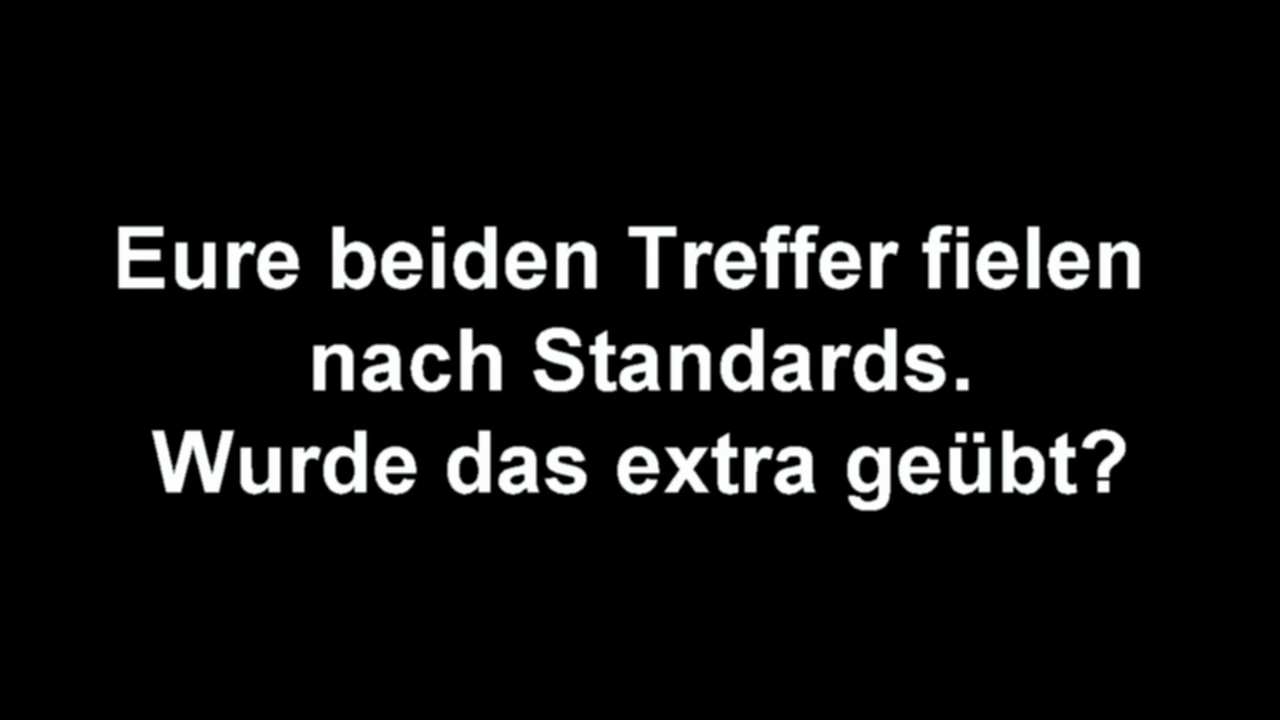 Eure beiden Treffer fielen
nach Standards.
Wurde das extra geübt?